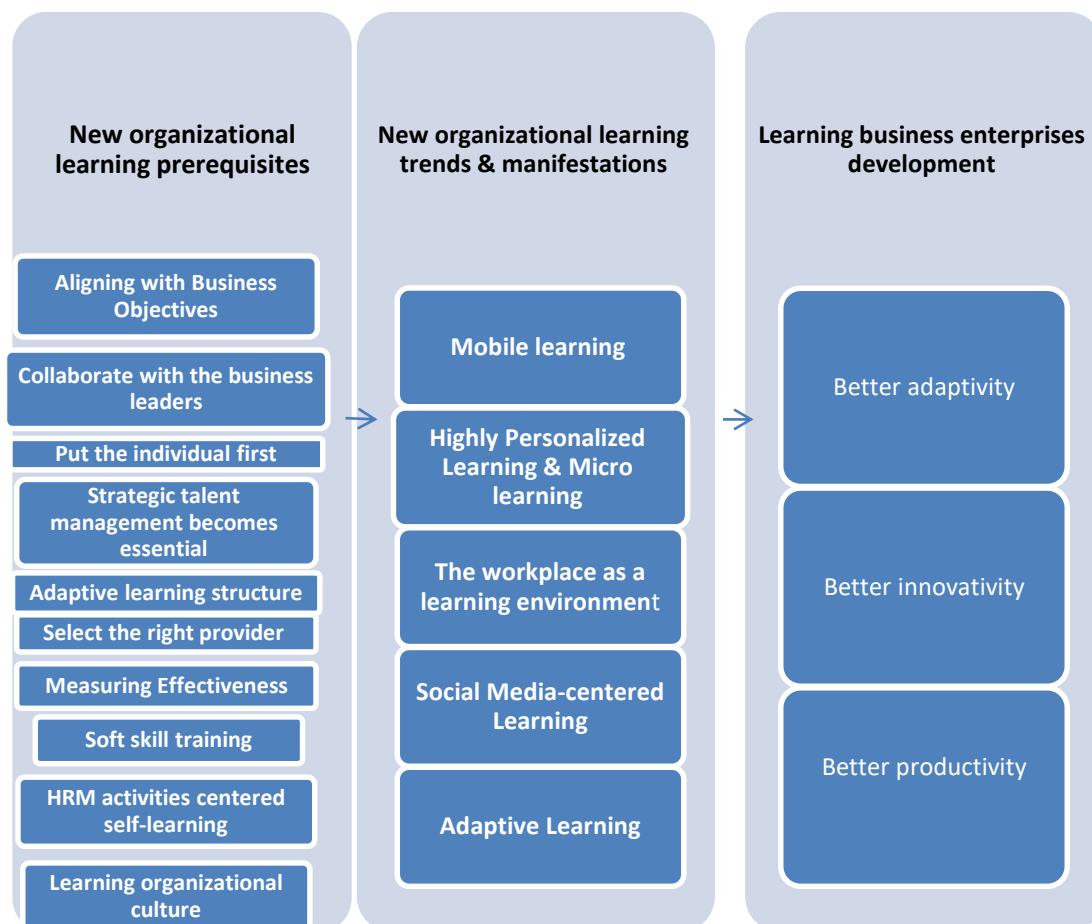 New organizational
learning prerequisites
Aligning with Business
Objectives
Collaborate with the business
leaders
Put the individual first
Strategic talent
management becomes
essential
Adaptive learning structure
Select the right provider
Measuring Effectiveness
Soft skill training
HRM activities centered
self-learning
Learning organizational
culture
New organizational learning
trends & manifestations
Mobile learning
Highly Personalized
Learning & Micro
learning
The workplace as a
learning environment
Social Media-centered
Learning
Adaptive Learning
Learning business enterprises
development
Better adaptivity
Better innovativity
Better productivity